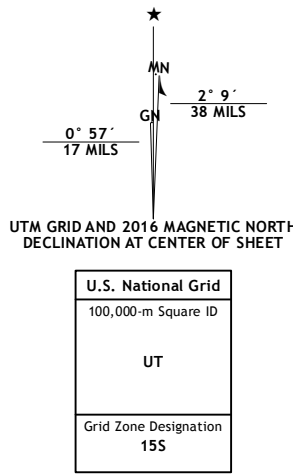 ★
MN
GN
2° 9´
38 MILS
0° 57´
17 MILS
UTM GRID AND 2016 MAGNETIC NORTH
DECLINATION AT CENTER OF SHEET
U.S. National Grid
100,000-m Square ID
UT
Grid Zone Designation
15S